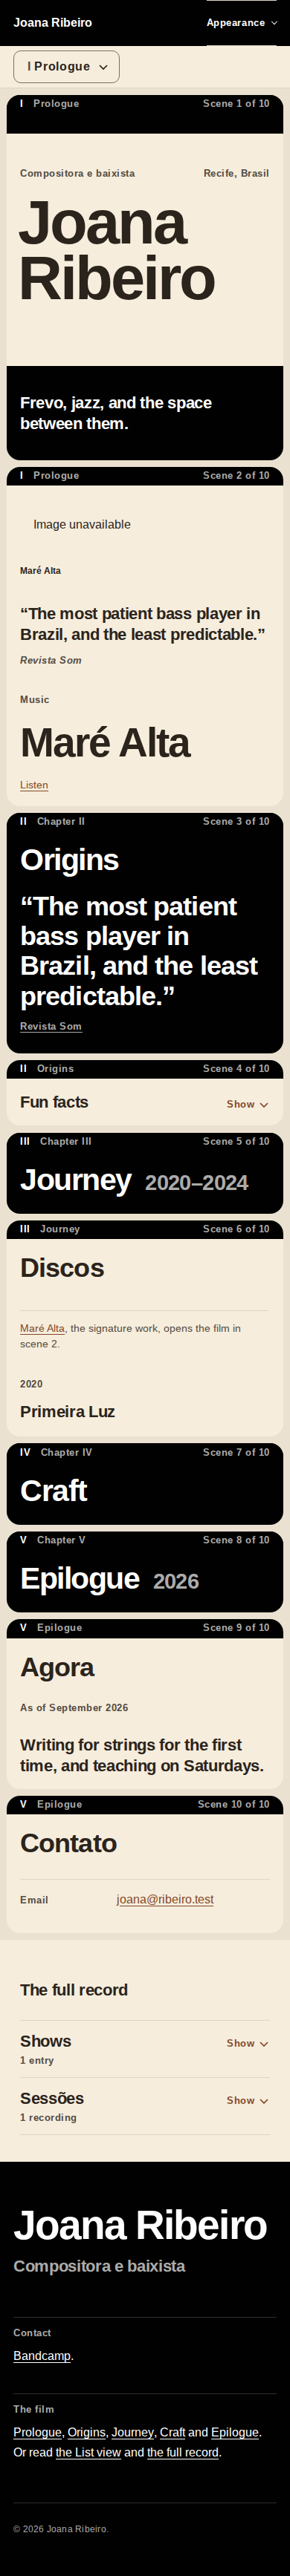 Joana Ribeiro
Appearance
I Prologue
I Prologue Scene 1 of 10
Compositora e baixista Recife, Brasil
Joana
Ribeiro
Frevo, jazz, and the space
between them.
I Prologue Scene 2 of 10
Image unavailable
Maré Alta
“The most patient bass player in
Brazil, and the least predictable.”
Revista Som
Music
Maré Alta
Listen
II Chapter II Scene 3 of 10
Origins
“The most patient
bass player in
Brazil, and the least
predictable.”
Revista Som
II Origins Scene 4 of 10
Fun facts Show
III Chapter III Scene 5 of 10
Journey 2020–2024
III Journey Scene 6 of 10
Discos
Maré Alta, the signature work, opens the film in
scene 2.
2020
Primeira Luz
IV Chapter IV Scene 7 of 10
Craft
V Chapter V Scene 8 of 10
Epilogue 2026
V Epilogue Scene 9 of 10
Agora
As of September 2026
Writing for strings for the first
time, and teaching on Saturdays.
V Epilogue Scene 10 of 10
Contato
Email joana@ribeiro.test
The full record
Shows Show
1 entry
Sessões Show
1 recording
Joana Ribeiro
Compositora e baixista
Contact
Bandcamp.
The film
Prologue, Origins, Journey, Craft and Epilogue.
Or read the List view and the full record.
© 2026 Joana Ribeiro.